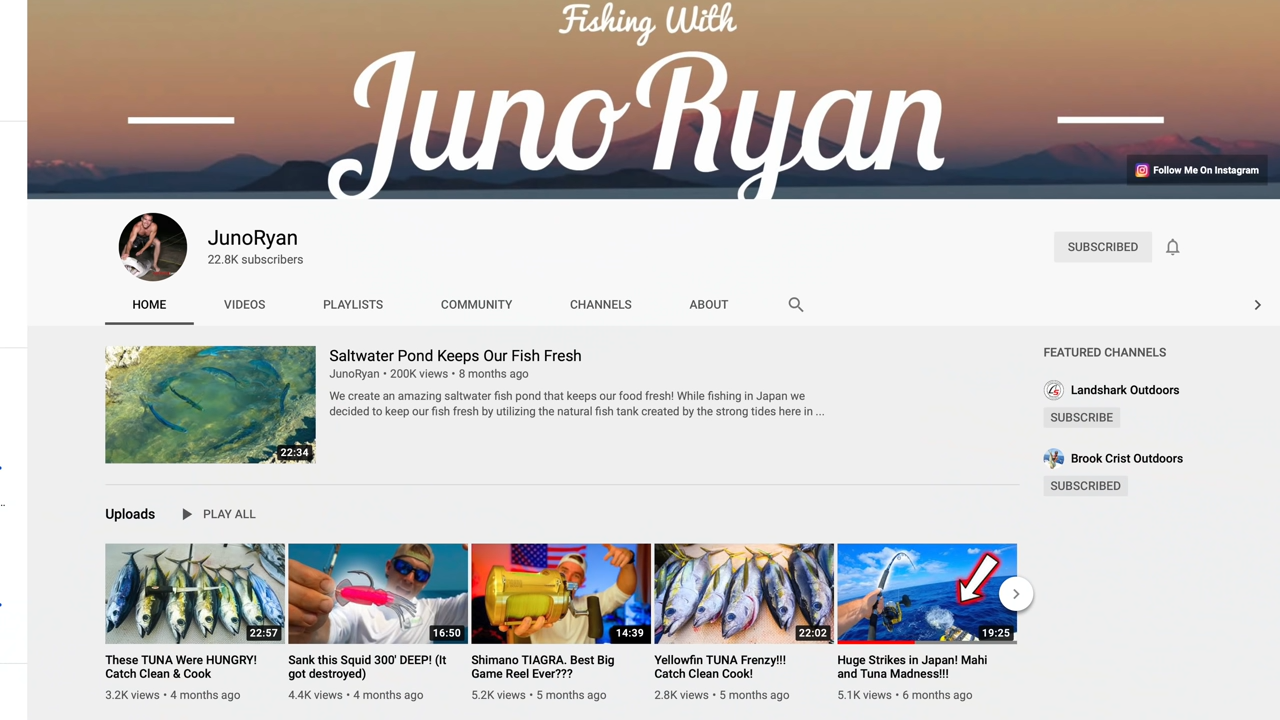 Fishing With
Juno Ryan
Follow Me On Instagram
JunoRyan
22.8K subscribers
SUBSCRIBED
HOME
VIDEOS
PLAYLISTS
COMMUNITY
CHANNELS
ABOUT
Saltwater Pond Keeps Our Fish Fresh
JunoRyan • 200K views • 8 months ago
We create an amazing saltwater fish pond that keeps our food fresh! While fishing in Japan we
decided to keep our fish fresh by utilizing the natural fish tank created by the strong tides here in ...
22:34
FEATURED CHANNELS
Landshark Outdoors
SUBSCRIBE
Brook Crist Outdoors
SUBSCRIBED
Uploads
PLAY ALL
22:57
16:50
14:39
22:02
19:25
These TUNA Were HUNGRY!
Catch Clean & Cook
3.2K views • 4 months ago
Sank this Squid 300' DEEP! (It
got destroyed)
4.4K views • 4 months ago
Shimano TIAGRA. Best Big
Game Reel Ever???
5.2K views • 5 months ago
Yellowfin TUNA Frenzy!!!
Catch Clean Cook!
2.8K views • 5 months ago
Huge Strikes in Japan! Mahi
and Tuna Madness!!!
5.1K views • 6 months ago